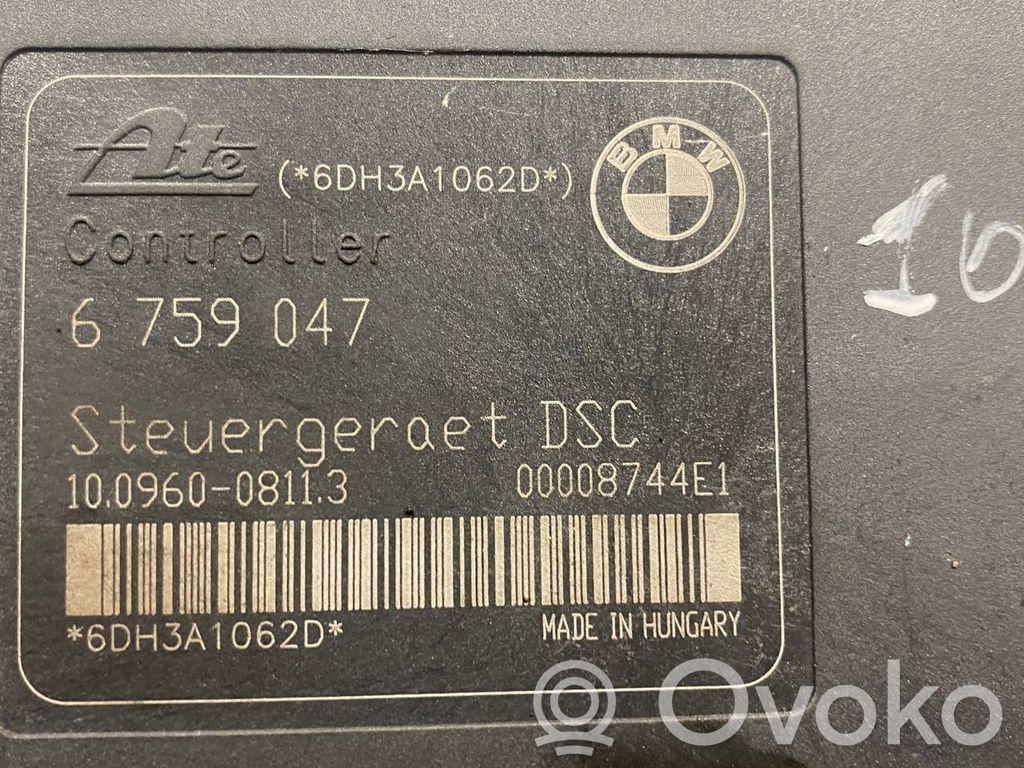 Ate (*6DH3A1062D*) BMW
Controller
6 759 047
Steuergeraet DSC
10.0960-0811.3 00008744E1
*6DH3A1062D* MADE IN HUNGARY
Ovoko